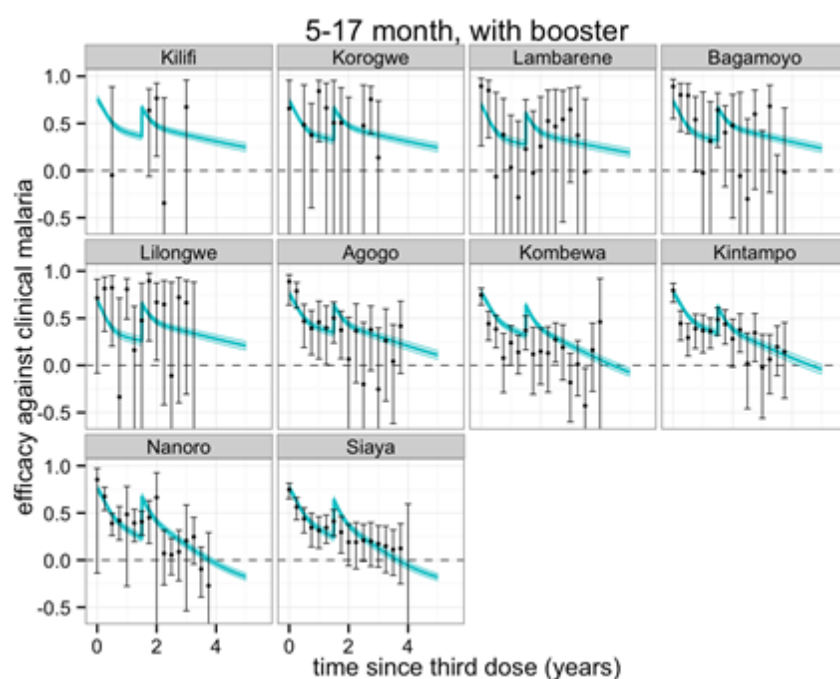 5-17 month, with booster
Kilifi Korogwe Lambarene Bagamoyo
1.0
0.5
0.0
-0.5
Lilongwe Agogo Kombewa Kintampo
1.0
0.5
0.0
-0.5
Nanoro Siaya
1.0
0.5
0.0
-0.5
0 2 4 0 2 4
efficacy against clinical malaria
time since third dose (years)